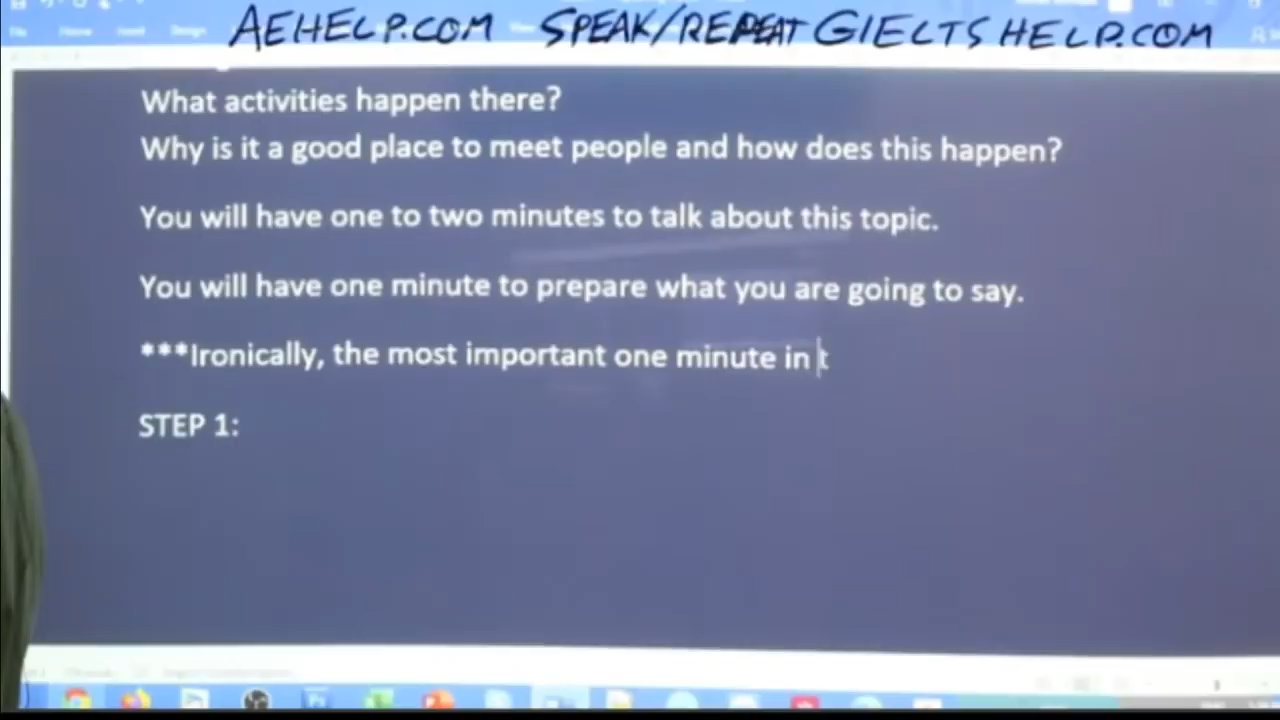 AEHELP.COM SPEAK/REPEAT GIELTSHELP.COM
What activities happen there?
Why is it a good place to meet people and how does this happen?
You will have one to two minutes to talk about this topic.
You will have one minute to prepare what you are going to say.
***Ironically, the most important one minute in t
STEP 1: